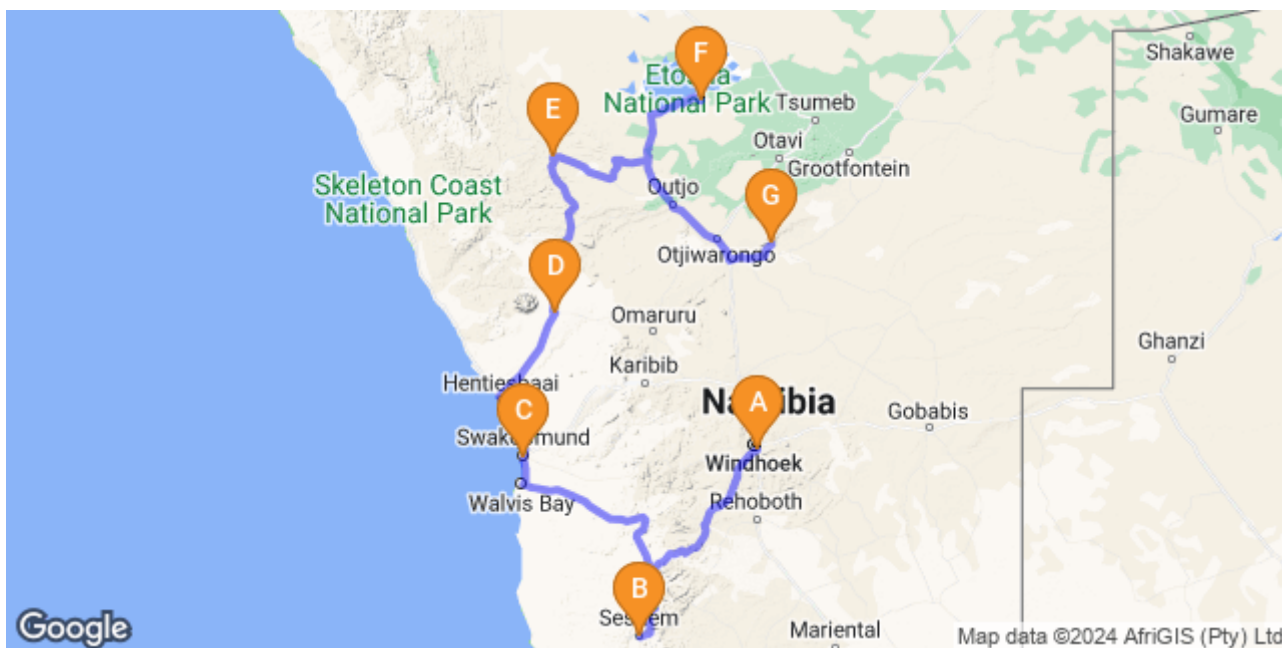 Shakawe
F
Etosha
National Park
E
Tsumeb
Gumare
Otavi
Grootfontein
Skeleton Coast
National Park
Outjo
G
Otjiwarongo
D
Omaruru
Ghanzi
Karibib
Hentiesbaai
Namibia
A
C
Gobabis
Swakopmund
Windhoek
Walvis Bay
Rehoboth
B
Sesriem
Mariental
Google
Map data ©2024 AfriGIS (Pty) Ltd